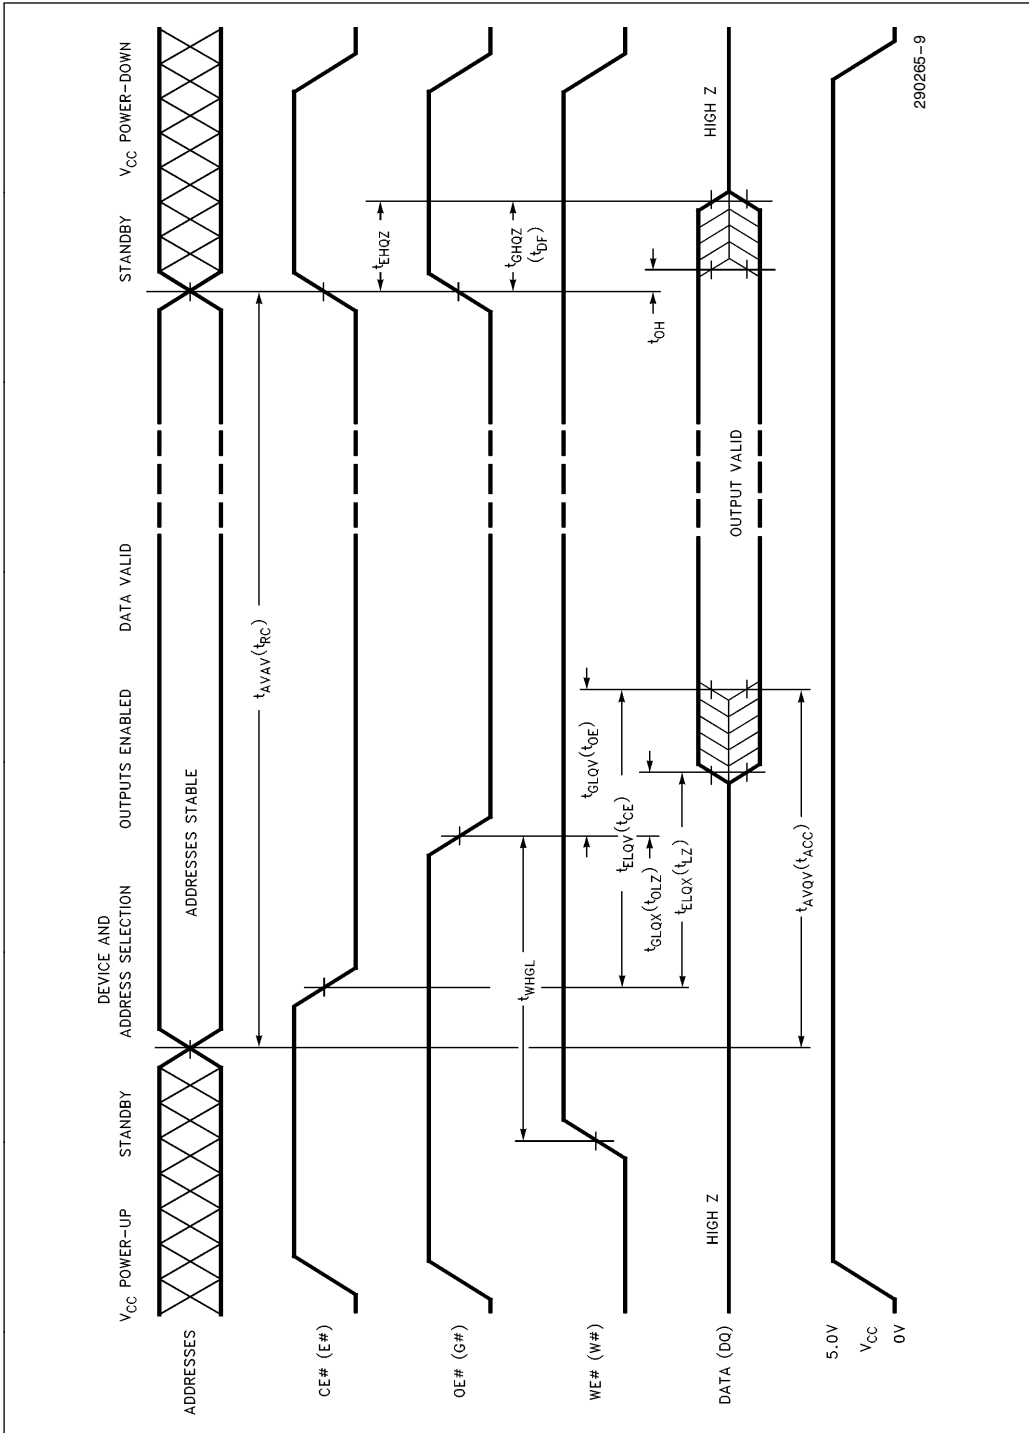 VCC POWER-UP
STANDBY
DEVICE AND
ADDRESS SELECTION
OUTPUTS ENABLED
DATA VALID
STANDBY
VCC POWER-DOWN
ADDRESSES
ADDRESSES STABLE
tAVAV(tRC)
CE# (E#)
tEHQZ
OE# (G#)
tWHGL
tGHQZ
(tDF)
WE# (W#)
tGLQV(tOE)
tELQV(tCE)
tGLQX(tOLZ)
tELQX(tLZ)
tOH
DATA (DQ)
HIGH Z
OUTPUT VALID
HIGH Z
tAVQV(tACC)
5.0V
VCC
0V
290265-9